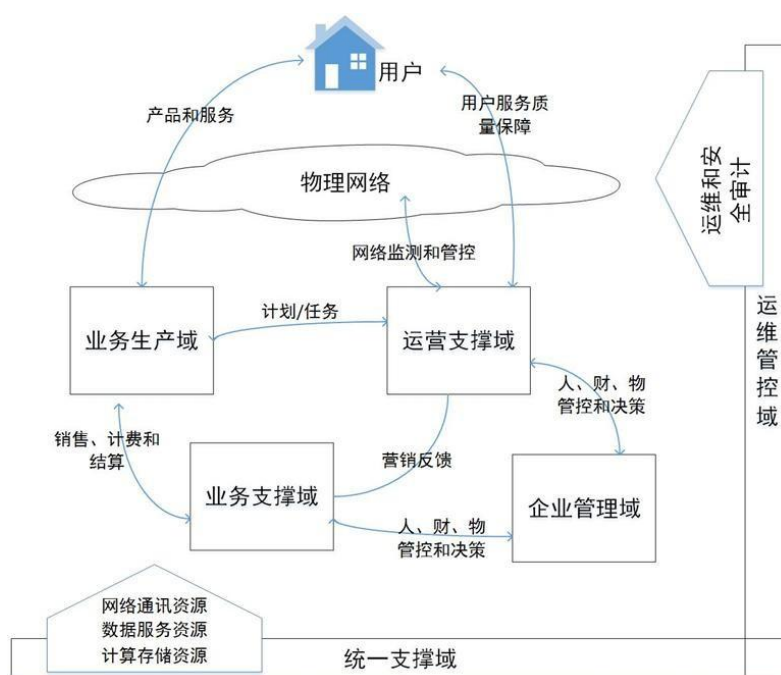 用户
产品和服务
用户服务质
量保障
物理网络
运维和安
全审计
网络监测和管控
业务生产域
计划/任务
运营支撑域
运维管控域
人、财、物
管控和决策
销售、计费和
结算
营销反馈
业务支撑域
企业管理域
人、财、物
管控和决策
网络通讯资源
数据服务资源
计算存储资源
统一支撑域